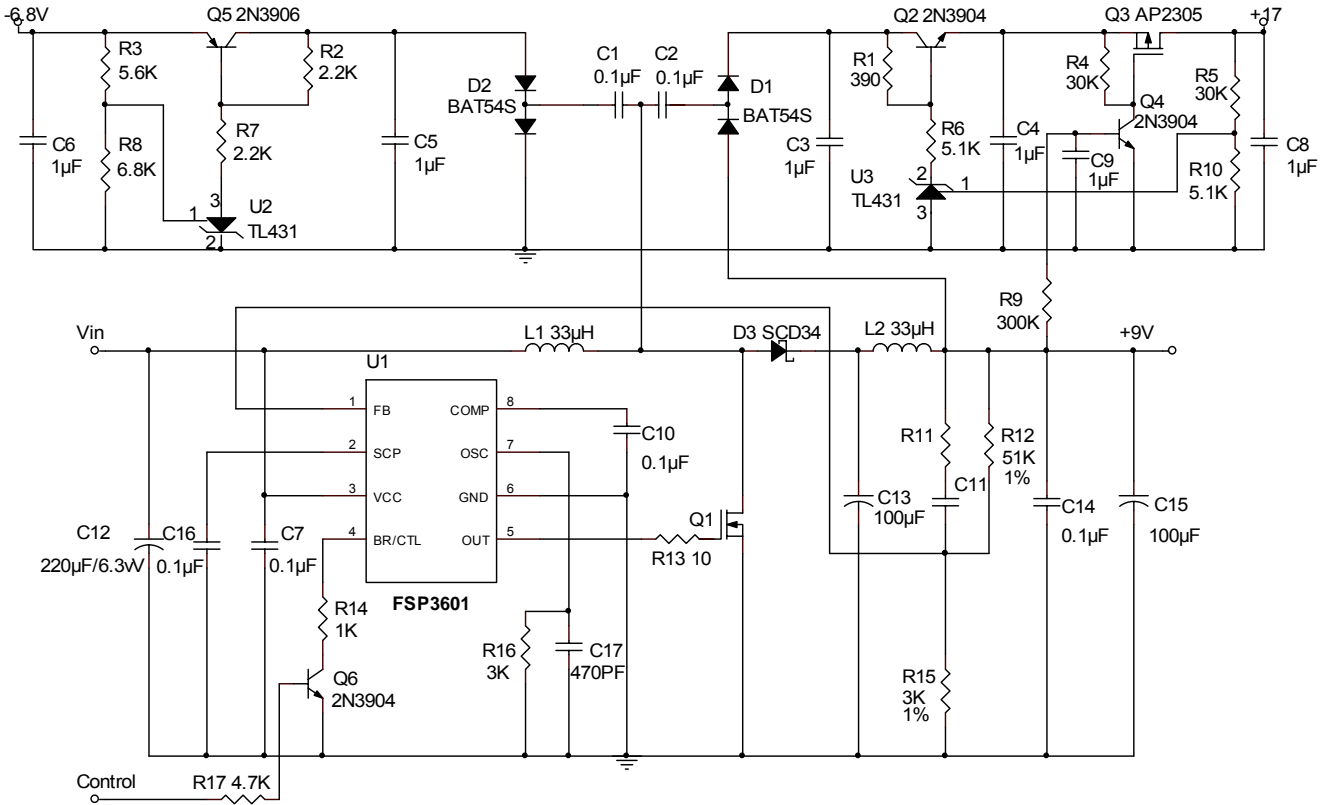 -6.8V
Q5 2N3906
Q2 2N3904
Q3 AP2305
+17
R3
5.6K
R2
2.2K
C1
0.1µF
C2
0.1µF
R1
390
R4
30K
R5
30K
D2
BAT54S
D1
BAT54S
Q4
2N3904
C6
1µF
R8
6.8K
R7
2.2K
C5
1µF
C3
1µF
R6
5.1K
C4
1µF
C9
1µF
R10
5.1K
C8
1µF
U2
TL431
1
3
2
U3
TL431
2
1
3
R9
300K
Vin
L1 33µH
D3 SCD34
L2 33µH
+9V
U1
1
FB
COMP
8
2
SCP
OSC
7
3
VCC
GND
6
4
BR/CTL
OUT
5
FSP3601
C10
0.1µF
R11
R12
51K
1%
C11
C13
100µF
C14
0.1µF
C15
100µF
Q1
R13 10
C12
220µF/6.3vV
C16
0.1µF
C7
0.1µF
R14
1K
R16
3K
C17
470PF
R15
3K
1%
Q6
2N3904
Control
R17 4.7K